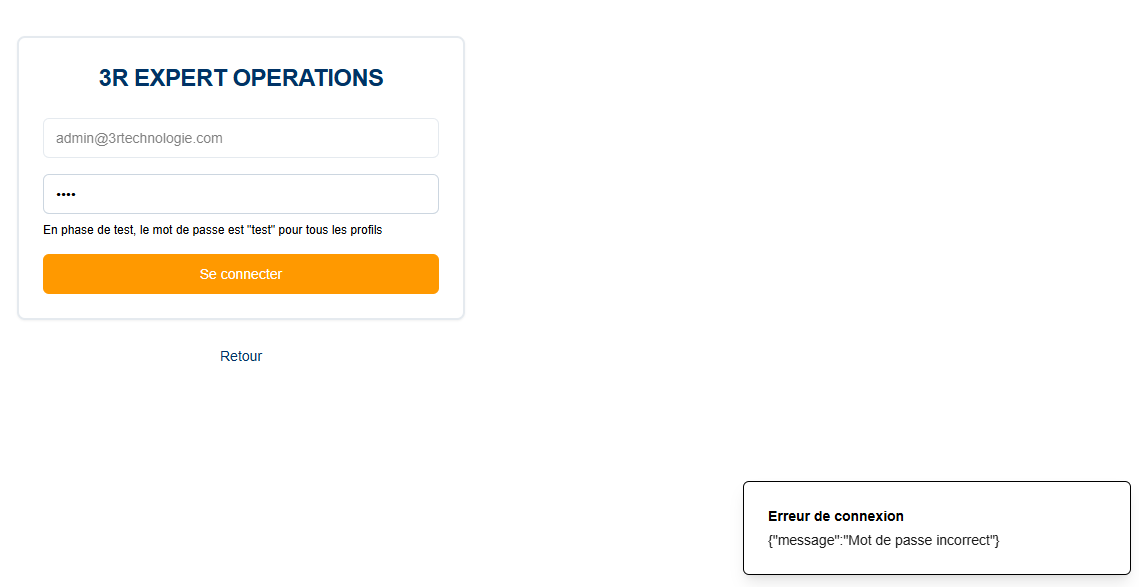 3R EXPERT OPERATIONS
admin@3rtechnologie.com
••••
En phase de test, le mot de passe est "test" pour tous les profils
Se connecter
Retour
Erreur de connexion
{"message":"Mot de passe incorrect"}